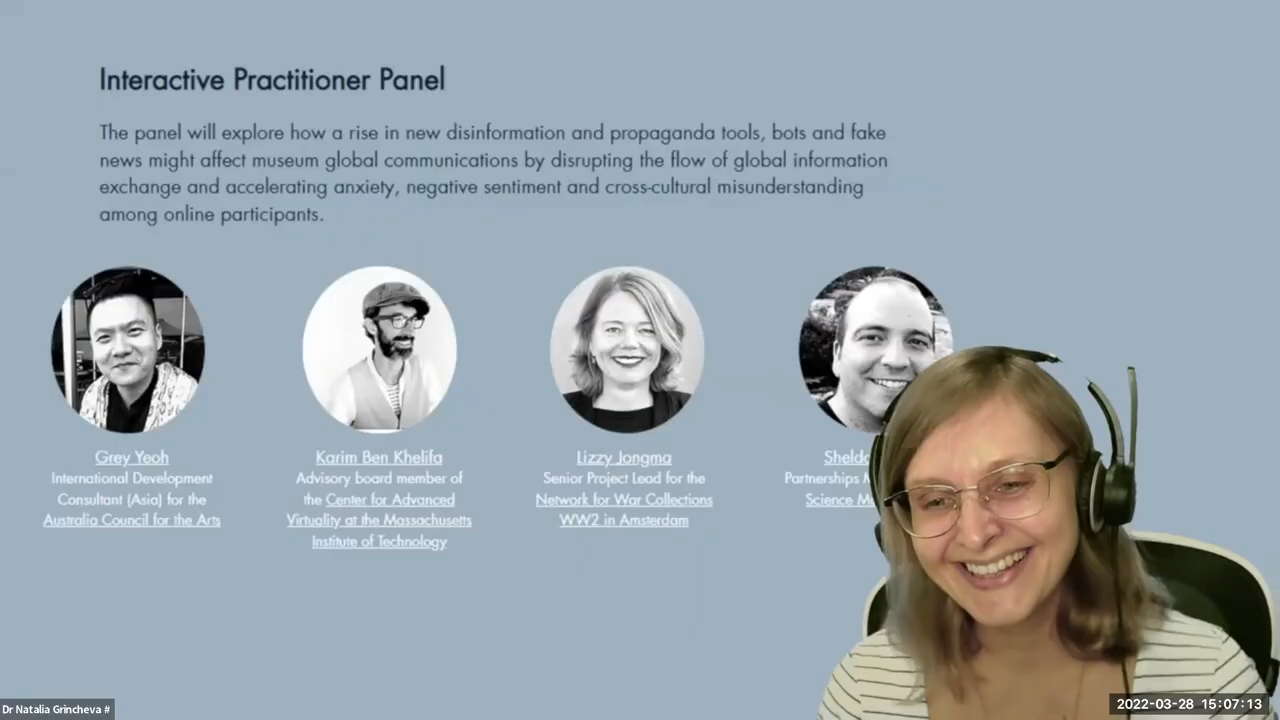 Interactive Practitioner Panel
The panel will explore how a rise in new disinformation and propaganda tools, bots and fake
news might affect museum global communications by disrupting the flow of global information
exchange and accelerating anxiety, negative sentiment and cross-cultural misunderstanding
among online participants.
Grey Yeoh
International Development
Consultant (Asia) for the
Australia Council for the Arts
Karim Ben Khelifa
Advisory board member of
the Center for Advanced
Virtuality at the Massachusetts
Institute of Technology
Lizzy Jongma
Senior Project Lead for the
Network for War Collections
WW2 in Amsterdam
Partnerships
Science
Dr Natalia Grincheva #
2022-03-28 15:07:13